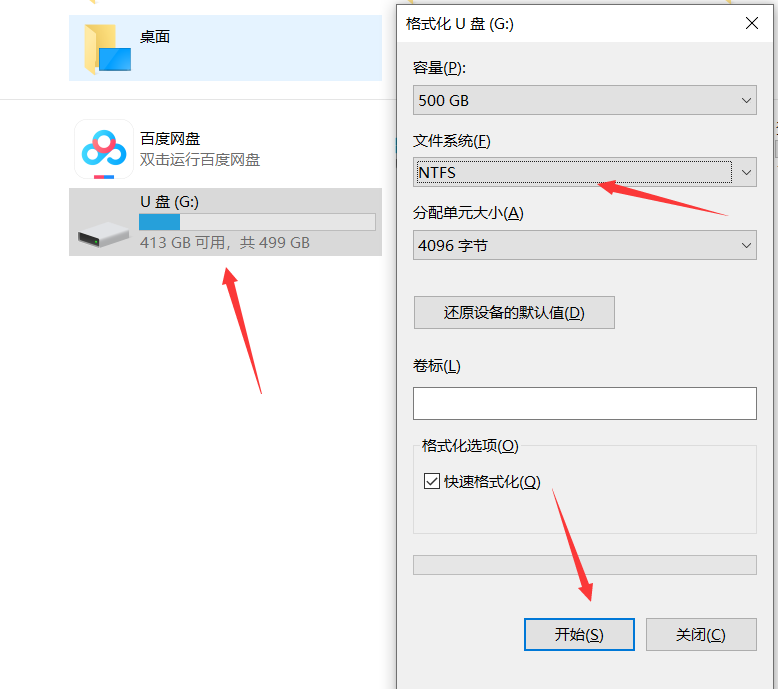 桌面
百度网盘
双击运行百度网盘
U 盘 (G:)
413 GB 可用，共 499 GB
格式化 U 盘 (G:)
容量(P):
500 GB
文件系统(F)
NTFS
分配单元大小(A)
4096 字节
还原设备的默认值(D)
卷标(L)
格式化选项(O)
快速格式化(Q)
开始(S)
关闭(C)